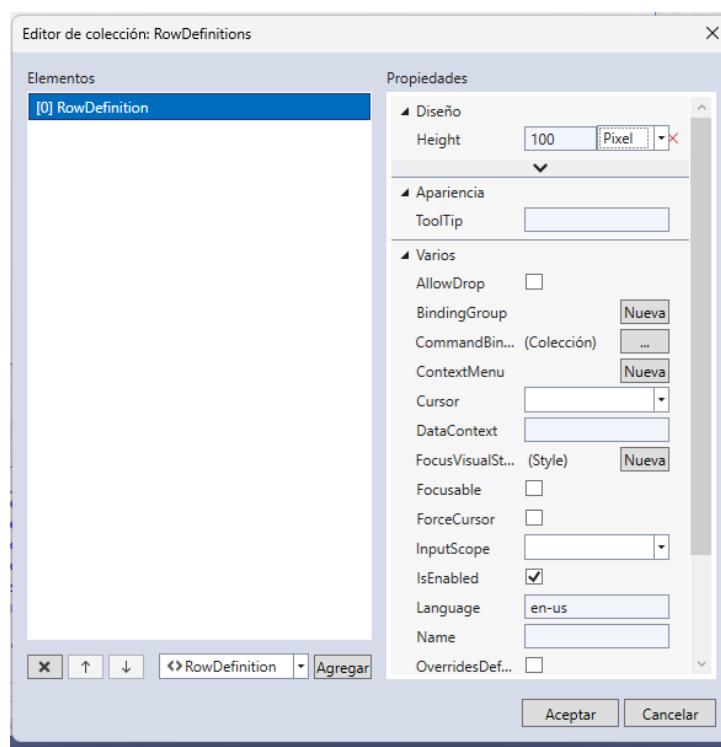 Editor de colección: RowDefinitions
Elementos
[0] RowDefinition
RowDefinition
Agregar
Propiedades
Diseño
Height 100 Pixel
Apariencia
ToolTip
Varios
AllowDrop
BindingGroup Nueva
CommandBin... (Colección) ...
ContextMenu Nueva
Cursor
DataContext
FocusVisualSt... (Style) Nueva
Focusable
ForceCursor
InputScope
IsEnabled
Language en-us
Name
OverridesDef...
Aceptar Cancelar